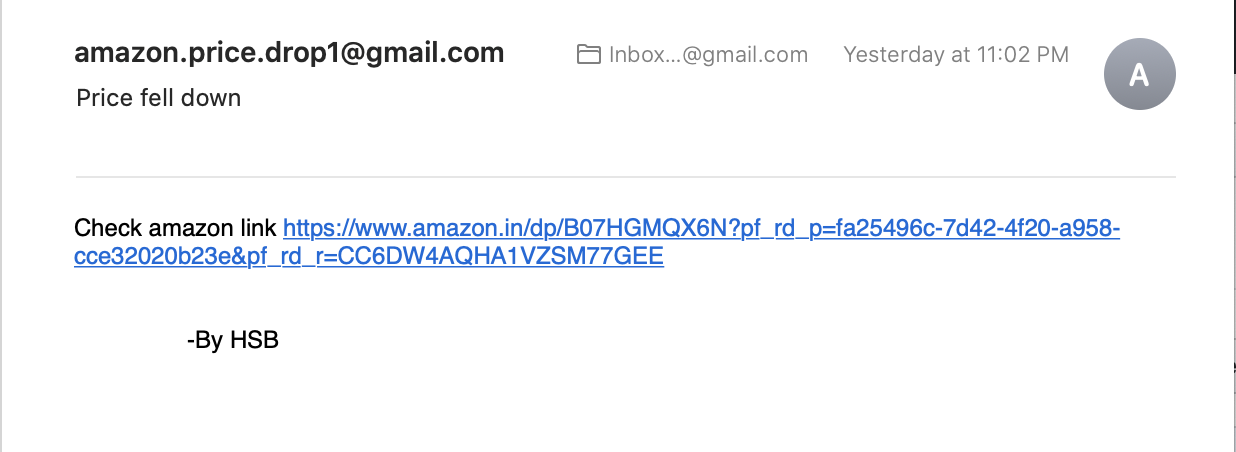 amazon.price.drop1@gmail.com Inbox...@gmail.com Yesterday at 11:02 PM
A
Price fell down
Check amazon link https://www.amazon.in/dp/B07HGMQX6N?pf_rd_p=fa25496c-7d42-4f20-a958-
cce32020b23e&pf_rd_r=CC6DW4AQHA1VZSM77GEE
-By HSB